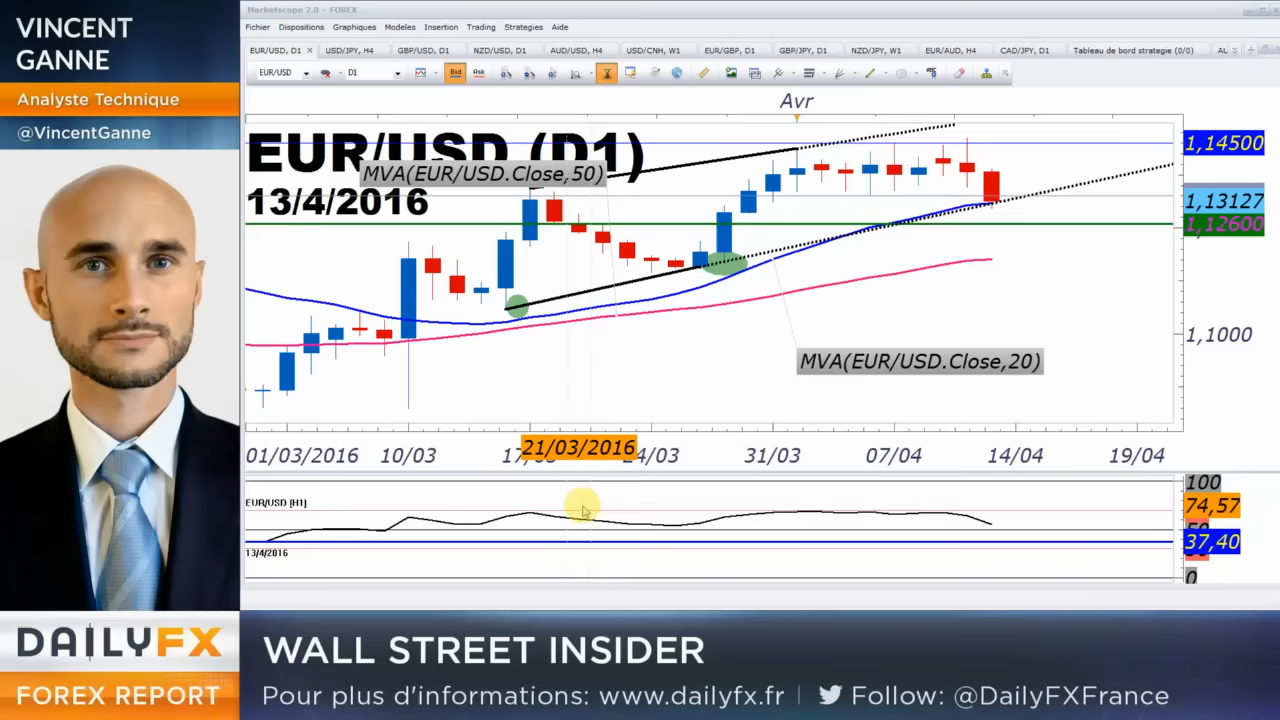 VINCENT
GANNE
Analyste Technique
@VincentGanne
Marketscope 2.0 - FOREX
Fichier Dispositions Graphiques Modeles Insertion Trading Strategies Aide
EUR/USD, D1 USD/JPY, H4 GBP/USD, D1 NZD/USD, D1 AUD/USD, H4 USD/CNH, W1 EUR/GBP, D1 GBP/JPY, D1 NZD/JPY, W1 EUR/AUD, H4 CAD/JPY, D1 Tableau de bord strategie (0/0) AU
EUR/USD D1 Bid Ask
Avr
EUR/USD (D1)
MVA(EUR/USD.Close,50)
13/4/2016
1,14500
1,13127
1,12600
1,1000
MVA(EUR/USD.Close,20)
01/03/2016 10/03 17/ 21/03/2016 24/03 31/03 07/04 14/04 19/04
EUR/USD (H1)
13/4/2016
100
74,57
37,40
0
DAILYFX
FOREX REPORT
WALL STREET INSIDER
Pour plus d'informations: www.dailyfx.fr | Follow: @DailyFXFrance